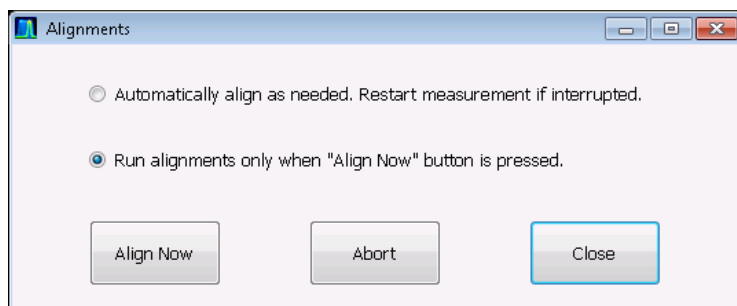 Alignments
Automatically align as needed. Restart measurement if interrupted.
Run alignments only when "Align Now" button is pressed.
Align Now Abort Close